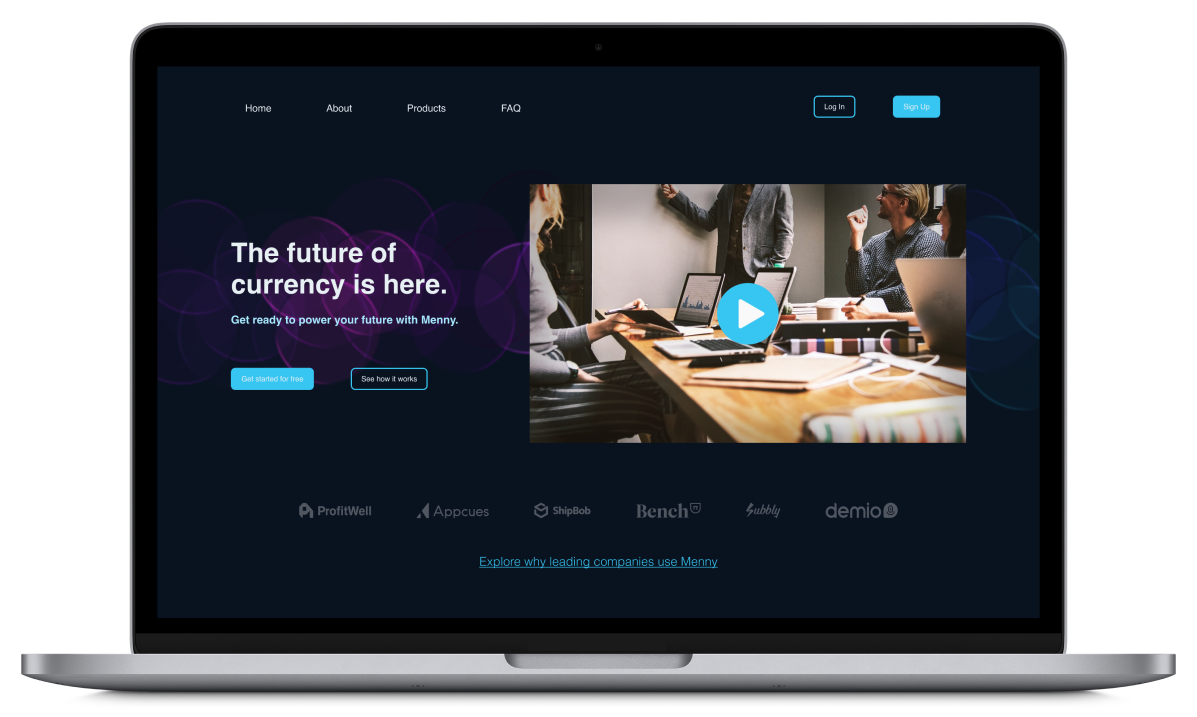 Home About Products FAQ Log In Sign Up
The future of
currency is here.
Get ready to power your future with Menny.
Get started for free See how it works
ProfitWell Appcues ShipBob Bench Subbly demio
Explore why leading companies use Menny